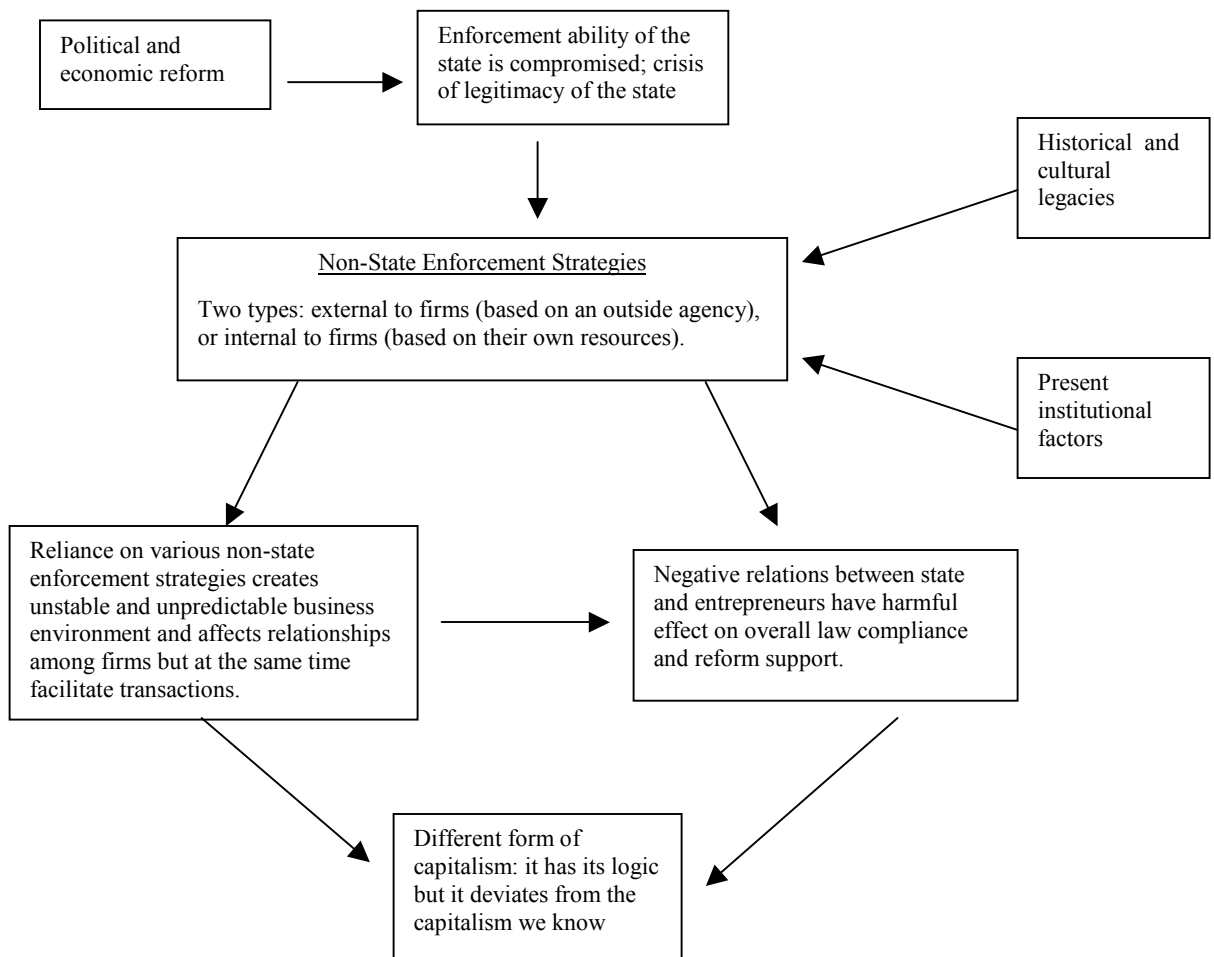 Political and
economic reform
Enforcement ability of the
state is compromised; crisis
of legitimacy of the state
Historical and
cultural
legacies
Non-State Enforcement Strategies
Two types: external to firms (based on an outside agency),
or internal to firms (based on their own resources).
Present
institutional
factors
Reliance on various non-state
enforcement strategies creates
unstable and unpredictable business
environment and affects relationships
among firms but at the same time
facilitate transactions.
Negative relations between state
and entrepreneurs have harmful
effect on overall law compliance
and reform support.
Different form of
capitalism: it has its logic
but it deviates from the
capitalism we know